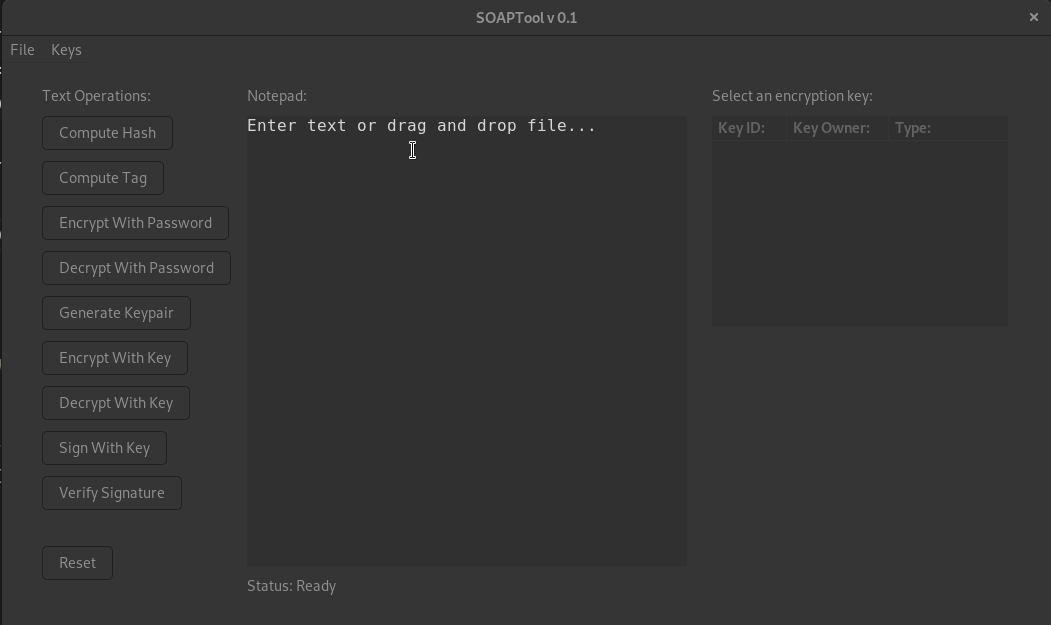 SOAPTool v 0.1
File Keys
Text Operations:
Compute Hash
Compute Tag
Encrypt With Password
Decrypt With Password
Generate Keypair
Encrypt With Key
Decrypt With Key
Sign With Key
Verify Signature
Reset
Notepad:
Enter text or drag and drop file...
Status: Ready
Select an encryption key:
Key ID: Key Owner: Type: